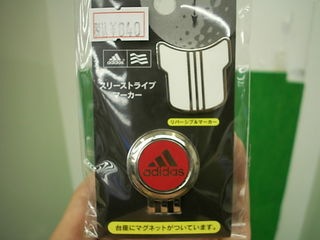 ¥840
adidas
スリーストライプ
マーカー
リバーシブルマーカー
adidas
台座にマグネットがついています。